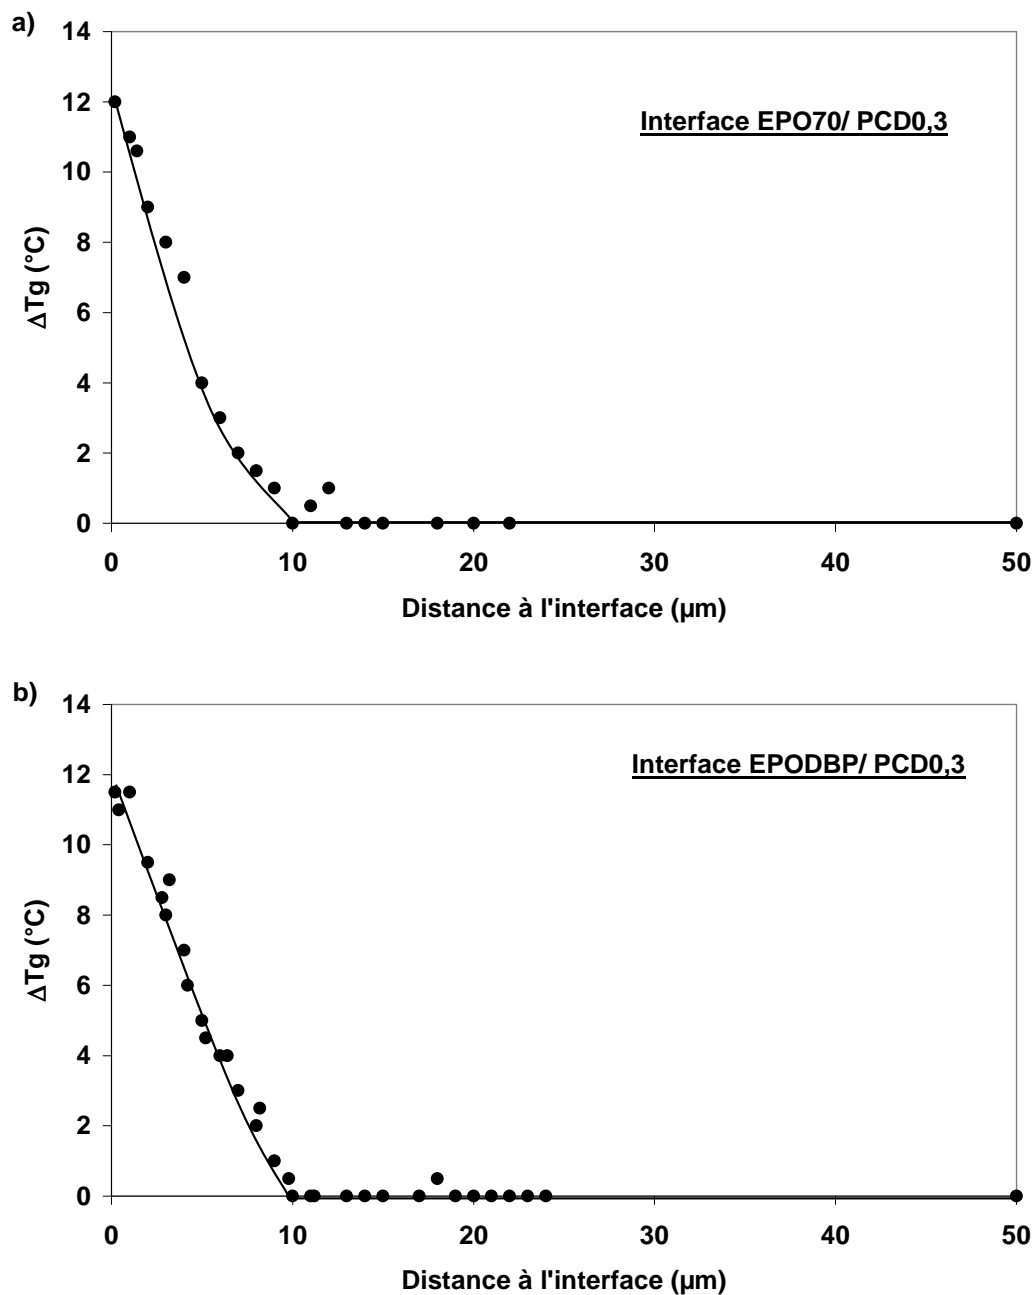 a)
14
12
10
8
6
4
2
0
ΔTg (°C)
Interface EPO70/ PCD0,3
0 10 20 30 40 50
Distance à l'interface (µm)
b)
14
12
10
8
6
4
2
0
ΔTg (°C)
Interface EPODBP/ PCD0,3
0 10 20 30 40 50
Distance à l'interface (µm)